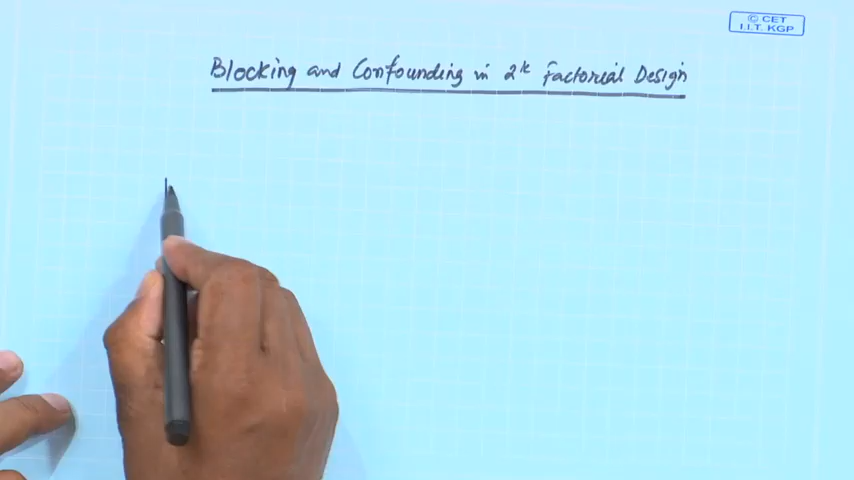 © CET
I.I.T. KGP
Blocking and Confounding in 2^k Factorial Design